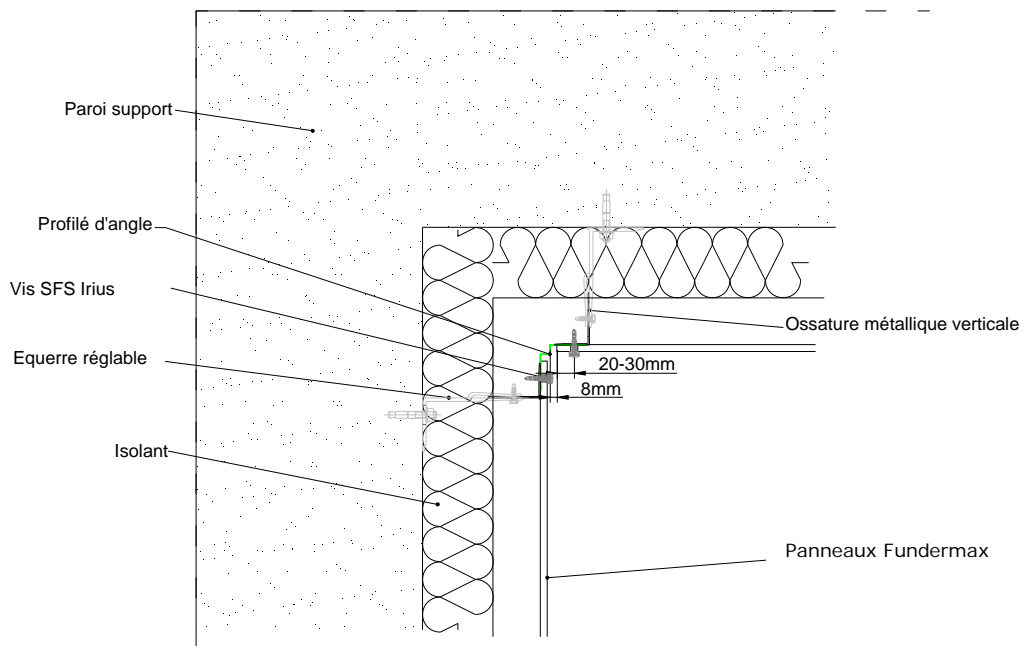 Paroi support
Profilé d'angle
Vis SFS Irius
Ossature métallique verticale
Equerre réglable
20-30mm
8mm
Isolant
Panneaux Fundermax